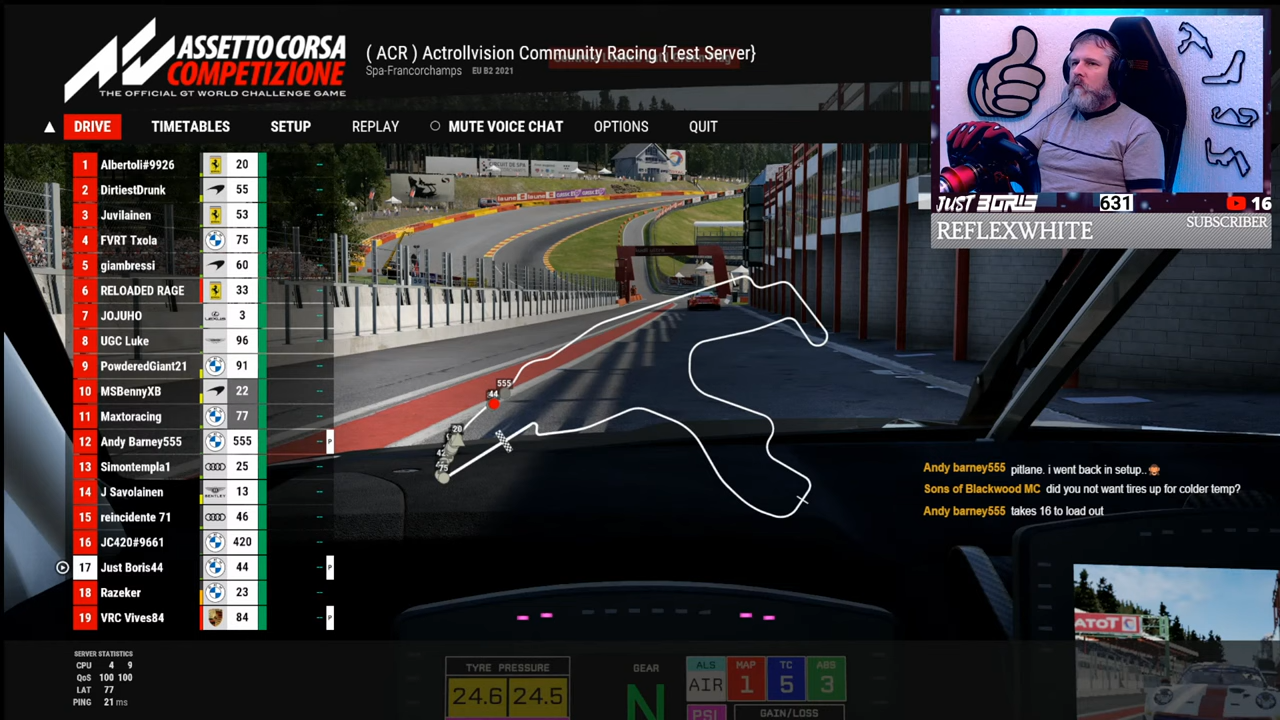 ASSETTO CORSA
COMPETIZIONE
THE OFFICIAL GT WORLD CHALLENGE GAME
( ACR ) Actrollvision Community Racing {Test Server}
Spa-Francorchamps EU B2 2021
DRIVE TIMETABLES SETUP REPLAY MUTE VOICE CHAT OPTIONS QUIT
1 Albertoli#9926 20 --
2 DirtiestDrunk 55 --
3 Juvilainen 53 --
4 FVRT Txola 75 --
5 giambressi 60 --
6 RELOADED RAGE 33 --
7 JOJUHO LEXUS 3 --
8 UGC Luke 96 --
9 PowderedGiant21 91 --
10 MSBennyXB 22 --
11 Maxtoracing 77 --
12 Andy Barney555 555 -- P
13 Simontempla1 25 --
14 J Savolainen BENTLEY 13 --
15 reincidente 71 46 --
16 JC420#9661 420 --
17 Just Boris44 44 -- P
18 Razeker 23 --
19 VRC Vives84 84 -- P
SERVER STATISTICS
CPU 4 9
QoS 100 100
LAT 77
PING 21 ms
555
44
20
42
75
JUST BORIS 631 16
REFLEXWHITE SUBSCRIBER
Andy barney555 pitlane. i went back in setup..
Sons of Blackwood MC did you not want tires up for colder temp?
Andy barney555 takes 16 to load out
TYRE PRESSURE
24.6 24.5
GEAR
N
ALS MAP TC ABS
AIR 1 5 3
PSI GAIN/LOSS